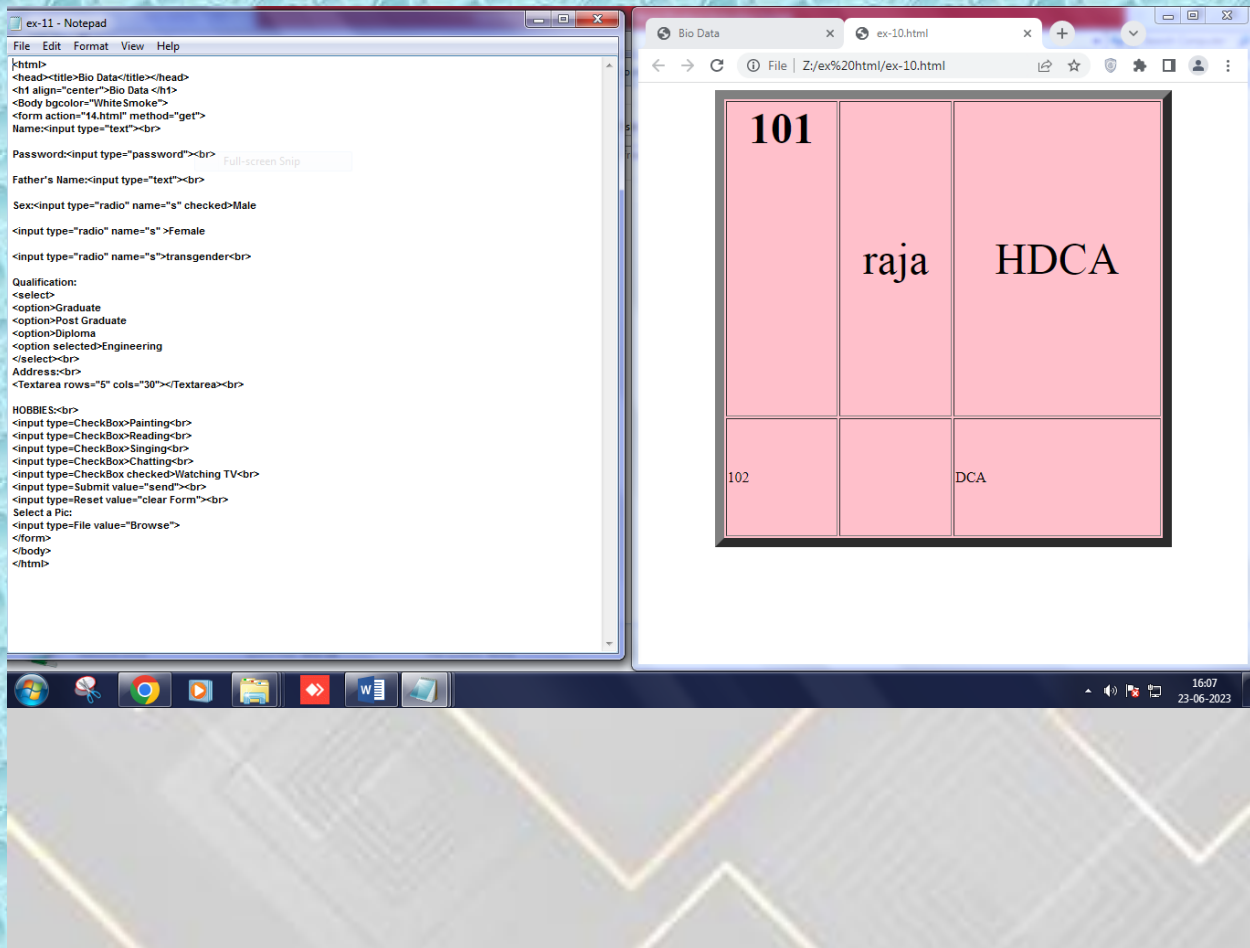 ex-11 - Notepad
File Edit Format View Help
<html>
<head><title>Bio Data</title></head>
<h1 align="center">Bio Data </h1>
<Body bgcolor="WhiteSmoke">
<form action="14.html" method="get">
Name:<input type="text"><br>
Password:<input type="password"><br>
Full-screen Snip
Father's Name:<input type="text"><br>
Sex:<input type="radio" name="s" checked>Male
<input type="radio" name="s" >Female
<input type="radio" name="s">transgender<br>
Qualification:
<select>
<option>Graduate
<option>Post Graduate
<option>Diploma
<option selected>Engineering
</select><br>
Address:<br>
<Textarea rows="5" cols="30"></Textarea><br>
HOBBIES:<br>
<input type=CheckBox>Painting<br>
<input type=CheckBox>Reading<br>
<input type=CheckBox>Singing<br>
<input type=CheckBox>Chatting<br>
<input type=CheckBox checked>Watching TV<br>
<input type=Submit value="send"><br>
<input type=Reset value="clear Form"><br>
Select a Pic:
<input type=File value="Browse">
</form>
</body>
</html>
Bio Data
ex-10.html
File Z:/ex%20html/ex-10.html
101 raja HDCA
102 DCA
16:07
23-06-2023